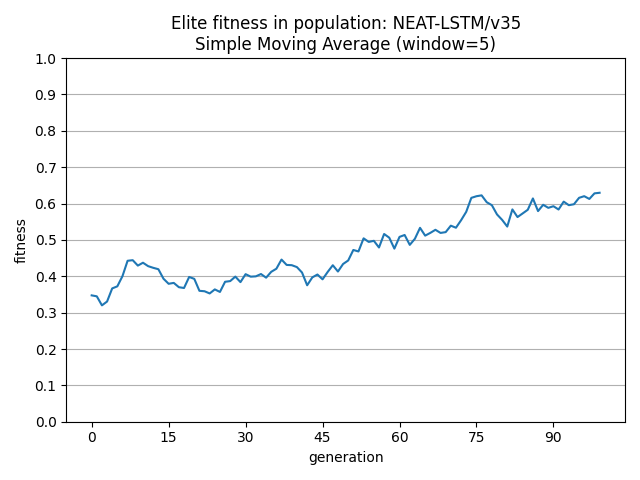 Elite fitness in population: NEAT-LSTM/v35
Simple Moving Average (window=5)
1.0
0.9
0.8
0.7
0.6
0.5
0.4
0.3
0.2
0.1
0.0
fitness
0 15 30 45 60 75 90
generation